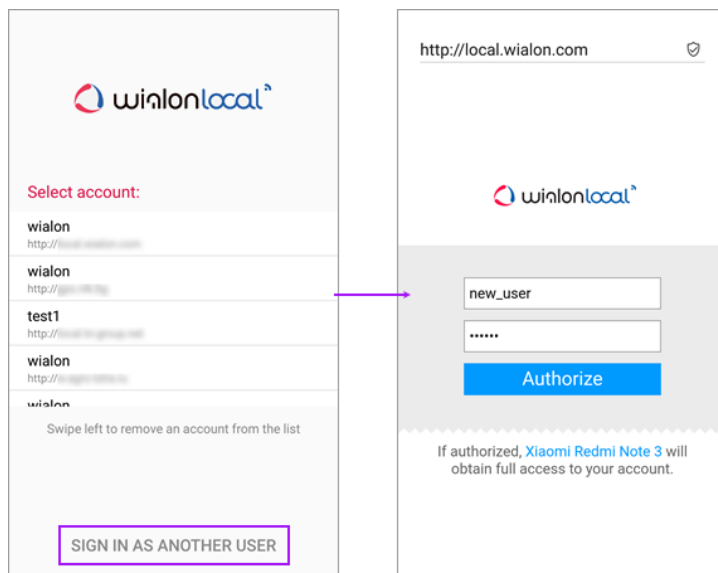 wialonlocal
Select account:
wialon
http://
wialon
http://
test1
http://
wialon
http://
wialon
Swipe left to remove an account from the list
SIGN IN AS ANOTHER USER
http://local.wialon.com
wialonlocal
new_user
••••••
Authorize
If authorized, Xiaomi Redmi Note 3 will
obtain full access to your account.